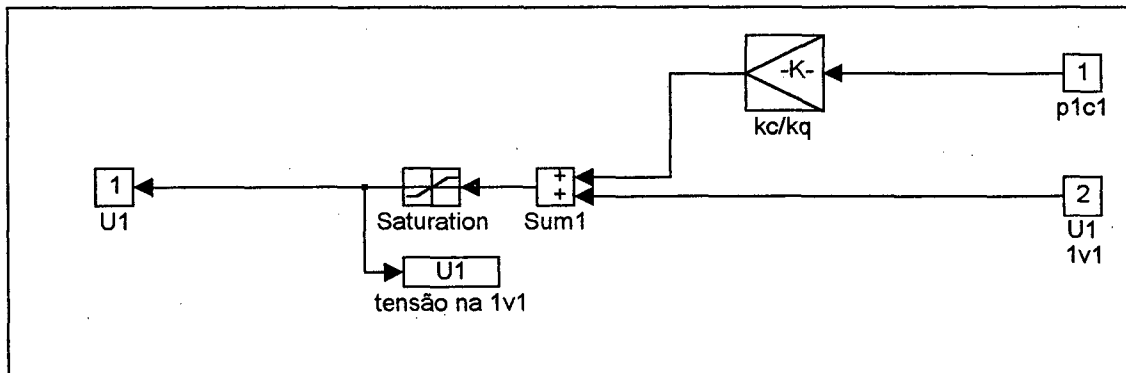 -K-
kc/kq
1
p1c1
1
U1
Saturation
+
+
Sum1
2
U1
1v1
U1
tensão na 1v1